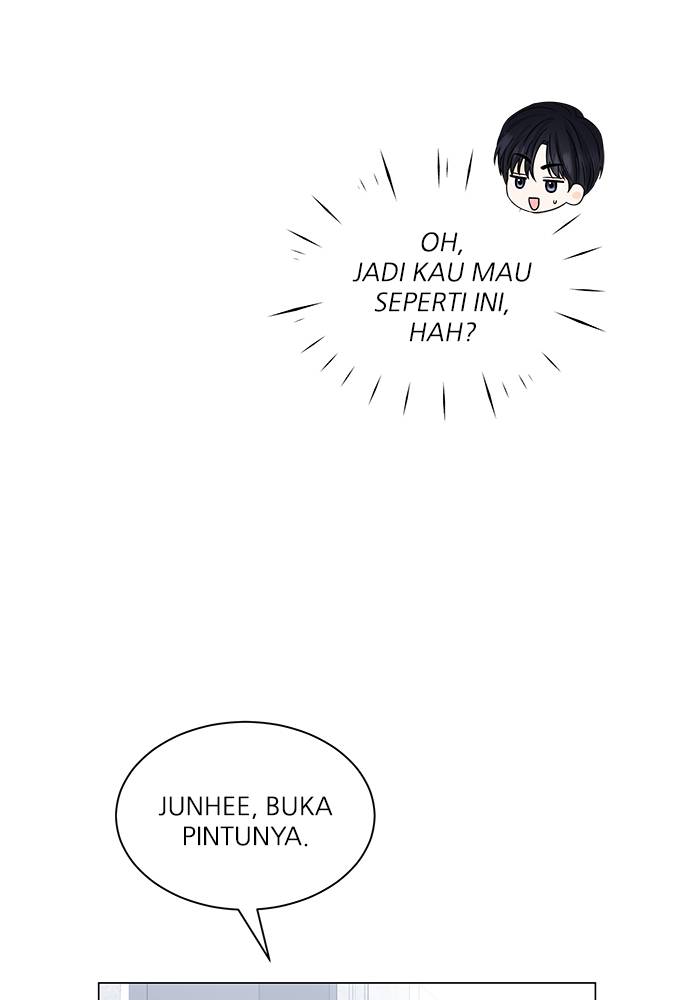 OH,
JADI KAU MAU
SEPERTI INI,
HAH?
JUNHEE, BUKA
PINTUNYA.